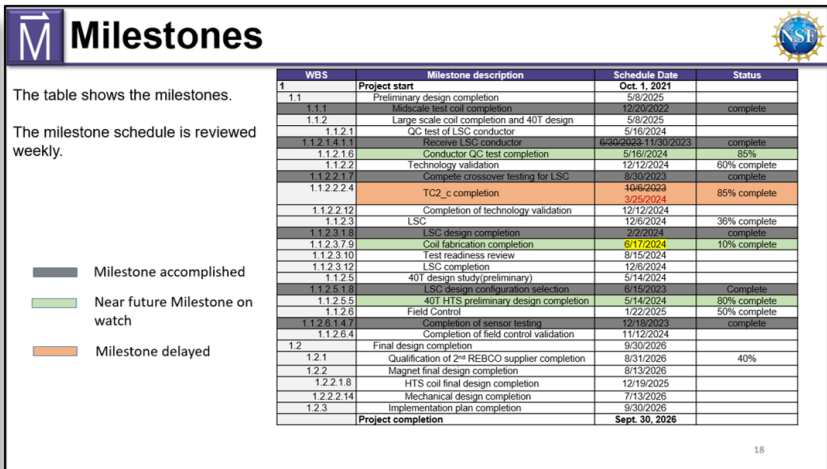 M Milestones
NSF
The table shows the milestones.
The milestone schedule is reviewed
weekly.
WBS Milestone description Schedule Date Status
1 Project start Oct. 1, 2021
1.1 Preliminary design completion 5/8/2025
1.1.1 Midscale test coil completion 12/20/2022 complete
1.1.2 Large scale coil completion and 40T design 5/8/2025
1.1.2.1 QC test of LSC conductor 5/16/2024
1.1.2.1.4.1.1 Receive LSC conductor 6/30/2023 11/30/2023 complete
1.1.2.1.6 Conductor QC test completion 5/16//2024 85%
1.1.2.2 Technology validation 12/12/2024 60% complete
1.1.2.2.1.7 Compete crossover testing for LSC 8/30/2023 complete
1.1.2.2.2.4 TC2_c completion 10/6/2023 3/25/2024 85% complete
1.1.2.2.12 Completion of technology validation 12/12/2024
1.1.2.3 LSC 12/6/2024 36% complete
1.1.2.3.1.8 LSC design completion 2/2/2024 complete
1.1.2.3.7.9 Coil fabrication completion 6/17/2024 10% complete
1.1.2.3.10 Test readiness review 8/15/2024
1.1.2.3.12 LSC completion 12/6/2024
1.1.2.5 40T design study(preliminary) 5/14/2024
1.1.2.5.1.8 LSC design configuration selection 6/15/2023 Complete
1.1.2.5.5 40T HTS preliminary design completion 5/14/2024 80% complete
1.1.2.6 Field Control 1/22/2025 50% complete
1.1.2.6.1.4.7 Completion of sensor testing 12/18/2023 complete
1.1.2.6.4 Completion of field control validation 11/12/2024
1.2 Final design completion 9/30/2026
1.2.1 Qualification of 2nd REBCO supplier completion 8/31/2026 40%
1.2.2 Magnet final design completion 8/13/2026
1.2.2.1.8 HTS coil final design completion 12/19/2025
1.2.2.2.14 Mechanical design completion 7/13/2026
1.2.3 Implementation plan completion 9/30/2026
Project completion Sept. 30, 2026
Milestone accomplished
Near future Milestone on
watch
Milestone delayed
18